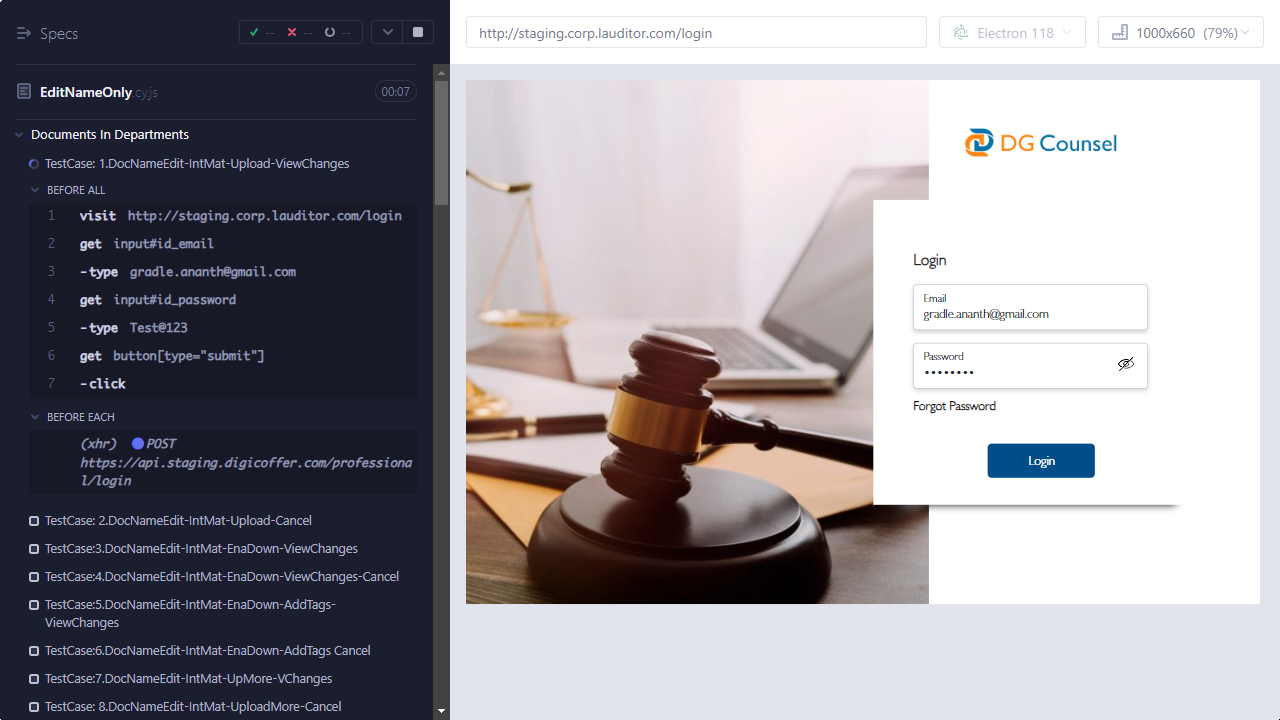 Specs
-- -- --
EditNameOnly.cy.js 00:07
Documents In Departments
TestCase: 1.DocNameEdit-IntMat-Upload-ViewChanges
BEFORE ALL
1 visit http://staging.corp.lauditor.com/login
2 get input#id_email
3 -type gradle.ananth@gmail.com
4 get input#id_password
5 -type Test@123
6 get button[type="submit"]
7 -click
BEFORE EACH
(xhr) POST
https://api.staging.digicoffer.com/professiona
l/login
TestCase: 2.DocNameEdit-IntMat-Upload-Cancel
TestCase:3.DocNameEdit-IntMat-EnaDown-ViewChanges
TestCase:4.DocNameEdit-IntMat-EnaDown-ViewChanges-Cancel
TestCase:5.DocNameEdit-IntMat-EnaDown-AddTags-
ViewChanges
TestCase:6.DocNameEdit-IntMat-EnaDown-AddTags Cancel
TestCase:7.DocNameEdit-IntMat-UpMore-VChanges
TestCase: 8.DocNameEdit-IntMat-UploadMore-Cancel
http://staging.corp.lauditor.com/login
Electron 118
1000x660 (79%)
DG Counsel
Login
Email
gradle.ananth@gmail.com
Password
••••••••
Forgot Password
Login